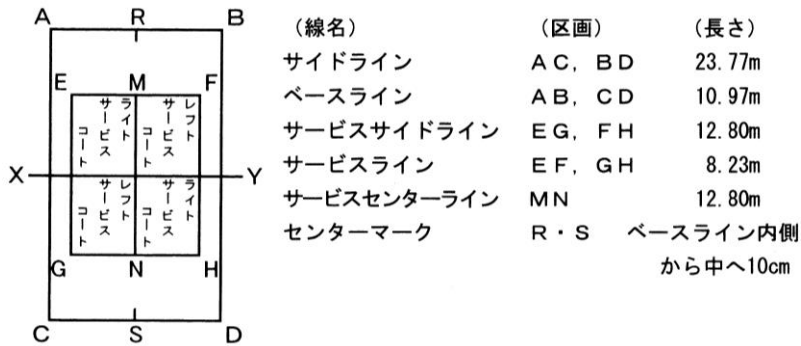 A R B
E M F
ライト サービス コート
レフト サービス コート
X Y
レフト サービス コート
ライト サービス コート
G N H
C S D
（線名） （区画） （長さ）
サイドライン ＡＣ，ＢＤ 23.77m
ベースライン ＡＢ，ＣＤ 10.97m
サービスサイドライン ＥＧ，ＦＨ 12.80m
サービスライン ＥＦ，ＧＨ 8.23m
サービスセンターライン ＭＮ 12.80m
センターマーク Ｒ・Ｓ ベースライン内側
から中へ10cm